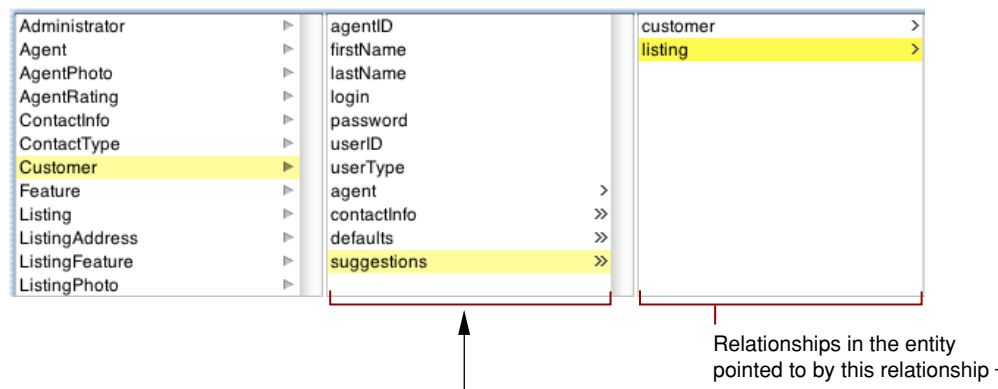 Administrator
Agent
AgentPhoto
AgentRating
ContactInfo
ContactType
Customer
Feature
Listing
ListingAddress
ListingFeature
ListingPhoto
agentID
firstName
lastName
login
password
userID
userType
agent >
contactInfo >>
defaults >>
suggestions >>
customer >
listing >
Relationships in the entity
pointed to by this relationship